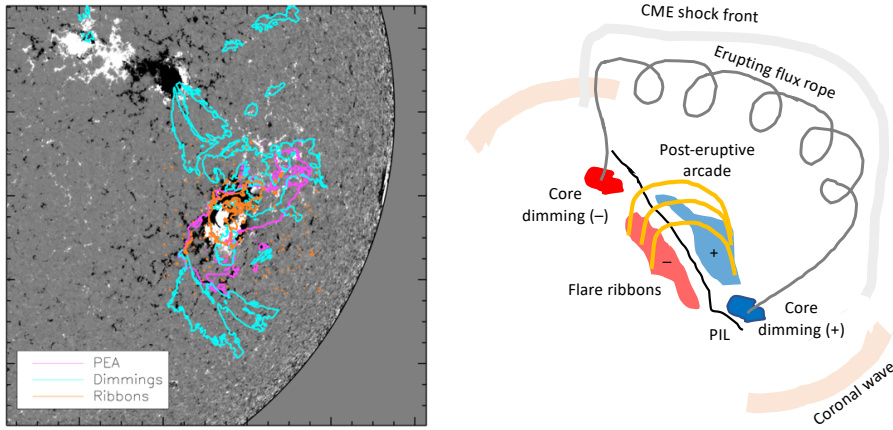 PEA
Dimmings
Ribbons
CME shock front
Erupting flux rope
Post-eruptive
arcade
Core
dimming (–)
+
–
Flare ribbons
PIL
Core
dimming (+)
Coronal wave